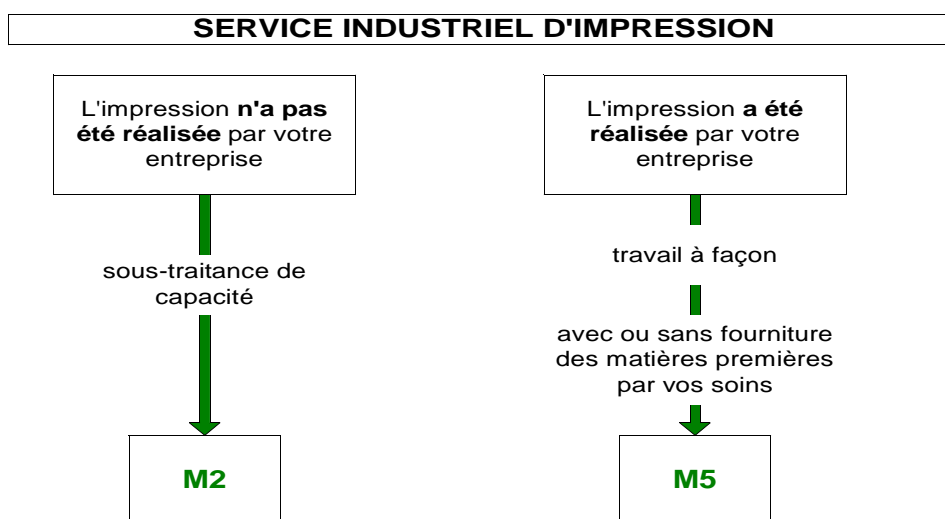 SERVICE INDUSTRIEL D'IMPRESSION
L'impression n'a pas
été réalisée par votre
entreprise
sous-traitance de
capacité
M2
L'impression a été
réalisée par votre
entreprise
travail à façon
avec ou sans fourniture
des matières premières
par vos soins
M5